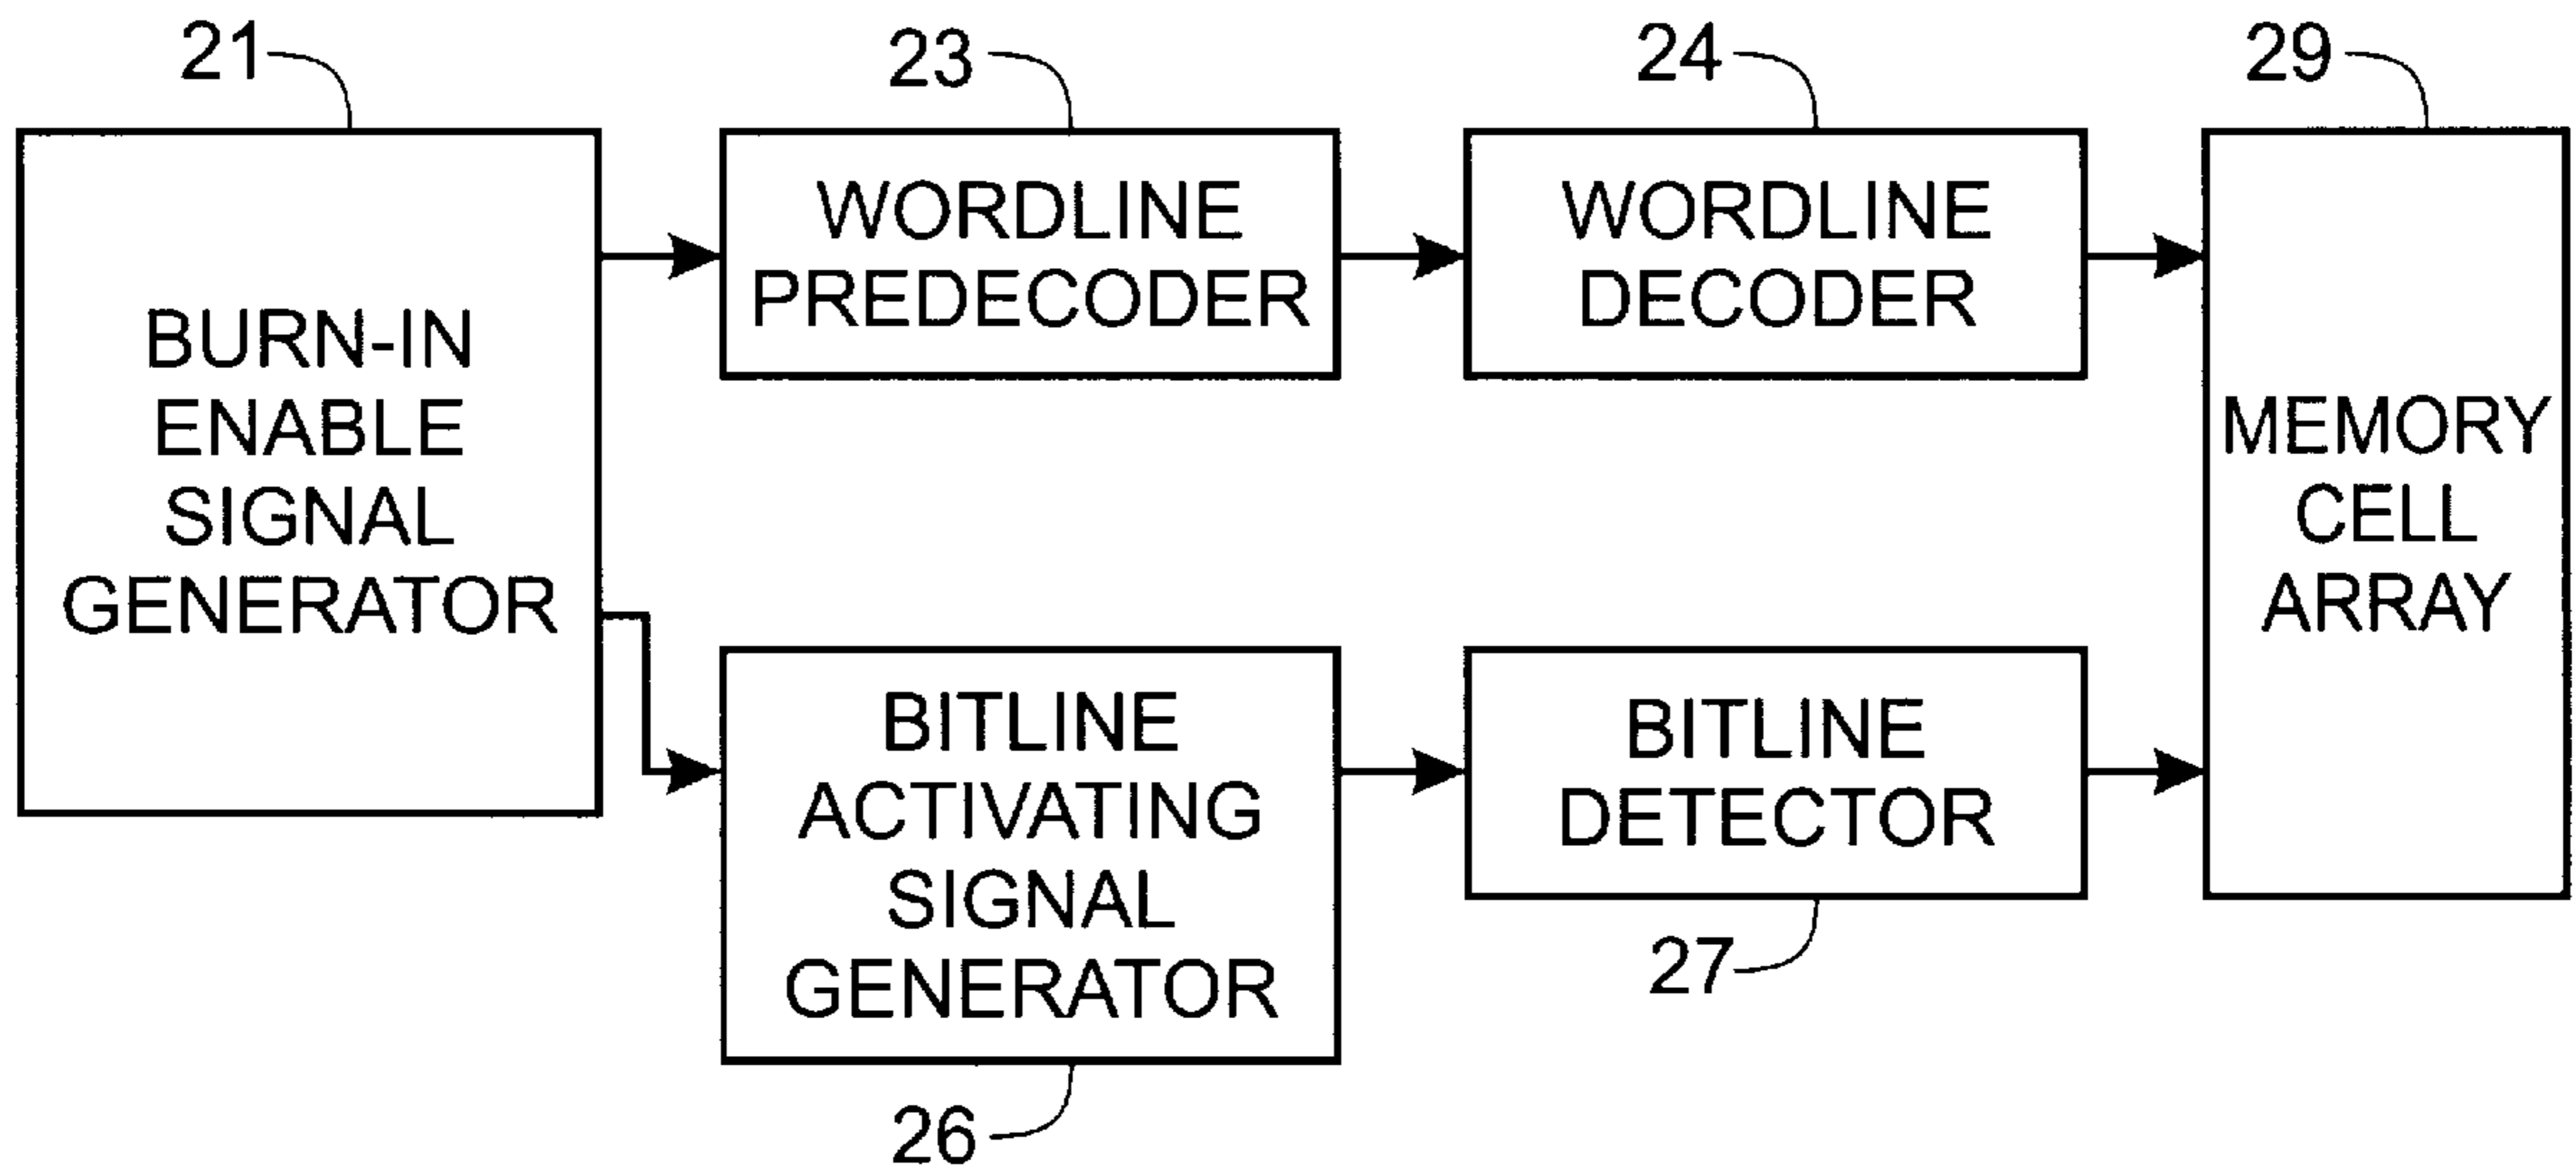 21
23
24
29
BURN-IN
ENABLE
SIGNAL
GENERATOR
WORDLINE
PREDECODER
WORDLINE
DECODER
MEMORY
CELL
ARRAY
BITLINE
ACTIVATING
SIGNAL
GENERATOR
BITLINE
DETECTOR
26
27